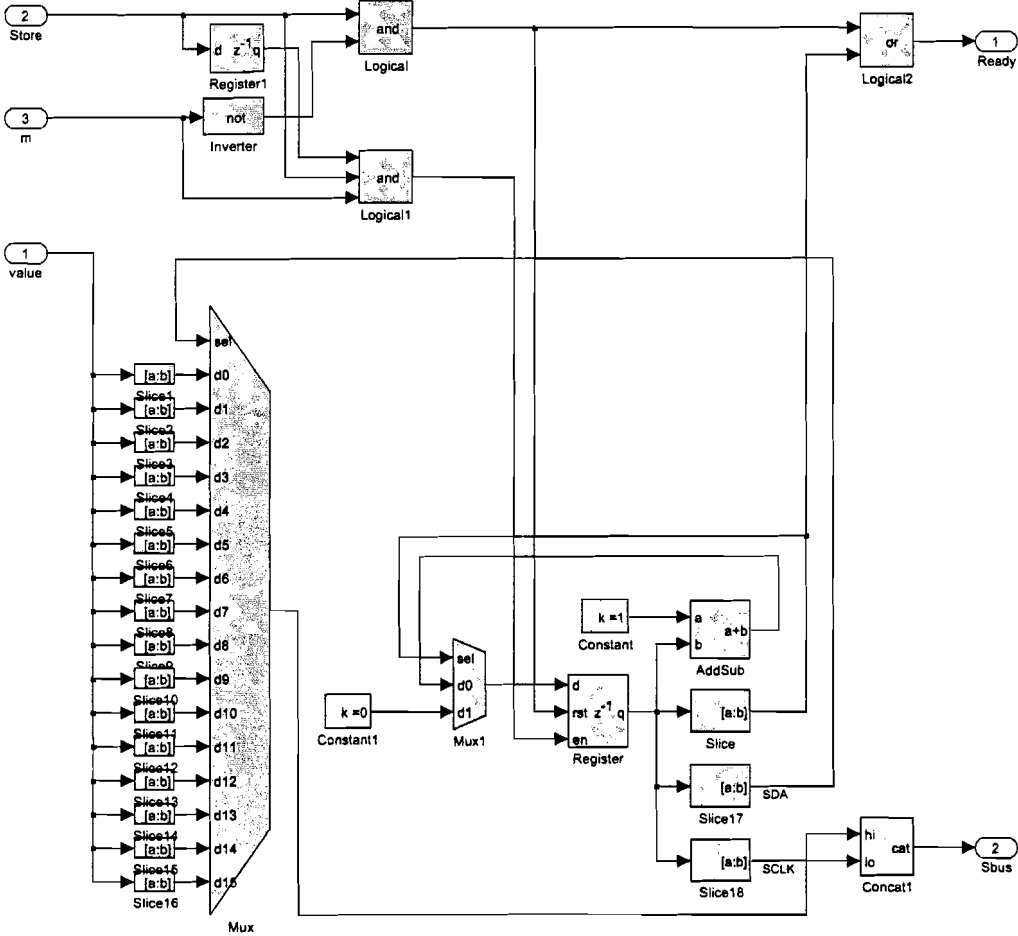 2
Store
d z⁻¹ q
Register1
and
Logical
or
Logical2
1
Ready
3
m
not
Inverter
and
Logical1
1
value
sel
[a:b]
d0
Slice1
[a:b]
d1
Slice2
[a:b]
d2
Slice3
[a:b]
d3
Slice4
[a:b]
d4
Slice5
[a:b]
d5
Slice6
[a:b]
d6
Slice7
[a:b]
d7
Slice8
[a:b]
d8
Slice9
[a:b]
d9
Slice10
[a:b]
d10
Slice11
[a:b]
d11
Slice12
[a:b]
d12
Slice13
[a:b]
d13
Slice14
[a:b]
d14
Slice15
[a:b]
d15
Slice16
Mux
k =0
Constant1
sel
d0
d1
Mux1
k =1
Constant
a
b
a+b
AddSub
d
rst z⁻¹ q
en
Register
[a:b]
Slice
[a:b]
SDA
Slice17
[a:b]
SCLK
Slice18
hi
cat
lo
Concat1
2
Sbus